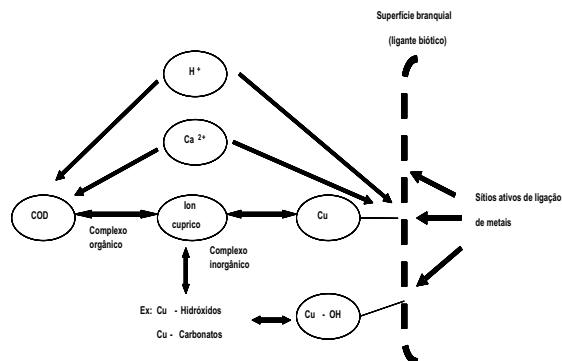 Superfície branquial
(ligante biótico)
H +
Ca 2+
COD
Ion
cuprico
Cu
Sítios ativos de ligação
de metais
Complexo
orgânico
Complexo
inorgânico
Ex: Cu - Hidróxidos
Cu - Carbonatos
Cu - OH